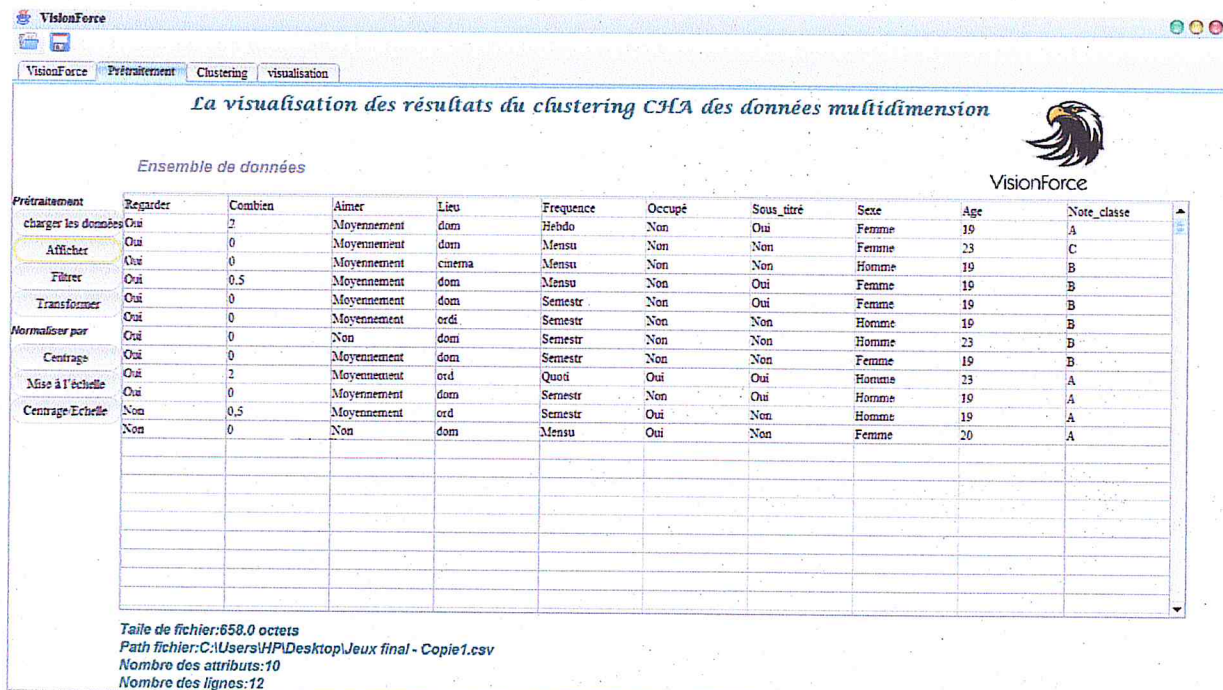 VisionForce
VisionForce Prétraitement Clustering visualisation
La visualisation des résultats du clustering CHA des données multidimension
VisionForce
Ensemble de données
Prétraitement
charger les données
Afficher
Filtrer
Transformer
Normaliser par
Centrage
Mise à l'échelle
Centrage/Echelle
Regarder Combien Aimer Lieu Frequence Occupé Sous_titré Sexe Age Note_classe
Oui 2 Moyennement dom Hebdo Non Oui Femme 19 A
Oui 0 Moyennement dom Mensu Non Non Femme 23 C
Oui 0 Moyennement cinema Mensu Non Non Homme 19 B
Oui 0.5 Moyennement dom Mensu Non Oui Femme 19 B
Oui 0 Moyennement dom Semestr Non Oui Femme 19 B
Oui 0 Moyennement ordi Semestr Non Non Homme 19 B
Oui 0 Non dom Semestr Non Non Homme 23 B
Oui 0 Moyennement dom Semestr Non Non Femme 19 B
Oui 2 Moyennement ord Quoti Oui Oui Homme 23 A
Oui 0 Moyennement dom Semestr Non Oui Homme 19 A
Non 0,5 Moyennement ord Semestr Oui Non Homme 19 A
Non 0 Non dom Mensu Oui Non Femme 20 A
Taile de fichier:658.0 octets
Path fichier:C:\Users\HP\Desktop\Jeux final - Copie1.csv
Nombre des attributs:10
Nombre des lignes:12